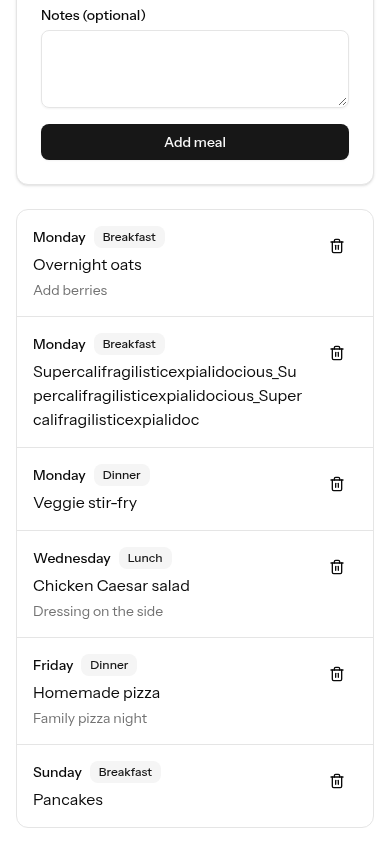 Notes (optional)
Add meal
Monday Breakfast
Overnight oats
Add berries
Monday Breakfast
Supercalifragilisticexpialidocious_Su
percalifragilisticexpialidocious_Super
califragilisticexpialidoc
Monday Dinner
Veggie stir-fry
Wednesday Lunch
Chicken Caesar salad
Dressing on the side
Friday Dinner
Homemade pizza
Family pizza night
Sunday Breakfast
Pancakes